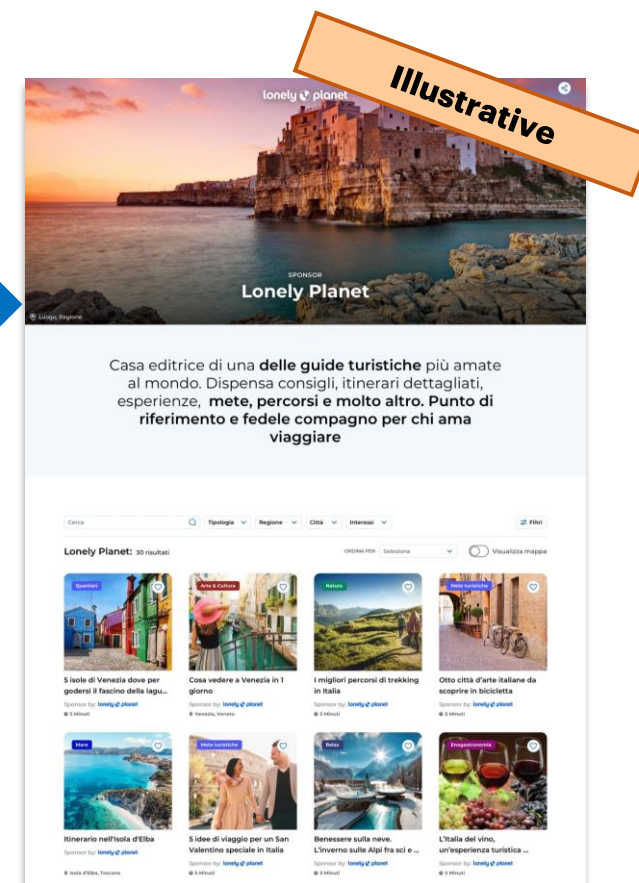 Illustrative
lonely planet
SPONSOR
Lonely Planet
Luogo, Regione
Casa editrice di una delle guide turistiche più amate
al mondo. Dispensa consigli, itinerari dettagliati,
esperienze, mete, percorsi e molto altro. Punto di
riferimento e fedele compagno per chi ama
viaggiare
Cerca Tipologia Regione Città Interessi Filtri
Lonely Planet: 30 risultati ORDINA PER Seleziona Visualizza mappa
Quartieri Arte & Cultura Natura Mete turistiche
5 isole di Venezia dove per
godersi il fascino della lagu...
Sponsor by: lonely planet
5 Minuti
Cosa vedere a Venezia in 1
giorno
Sponsor by: lonely planet
Venezia, Veneto
I migliori percorsi di trekking
in Italia
Sponsor by: lonely planet
5 Minuti
Otto città d'arte italiane da
scoprire in bicicletta
Sponsor by: lonely planet
5 Minuti
Mare Mete turistiche Relax Enogastronomia
Itinerario nell'Isola d'Elba
Sponsor by: lonely planet
Isola d'Elba, Toscana
5 idee di viaggio per un San
Valentino speciale in Italia
Sponsor by: lonely planet
5 Minuti
Benessere sulla neve.
L'inverno sulle Alpi fra sci e ...
Sponsor by: lonely planet
5 Minuti
L'Italia del vino,
un'esperienza turistica ...
Sponsor by: lonely planet
5 Minuti